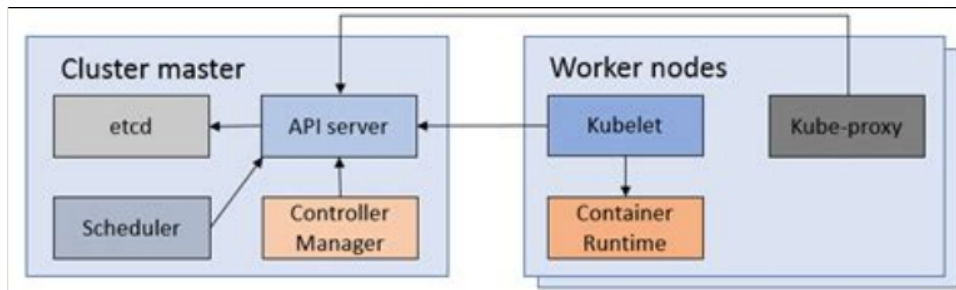 Cluster master
etcd
API server
Scheduler
Controller
Manager
Worker nodes
Kubelet
Kube-proxy
Container
Runtime